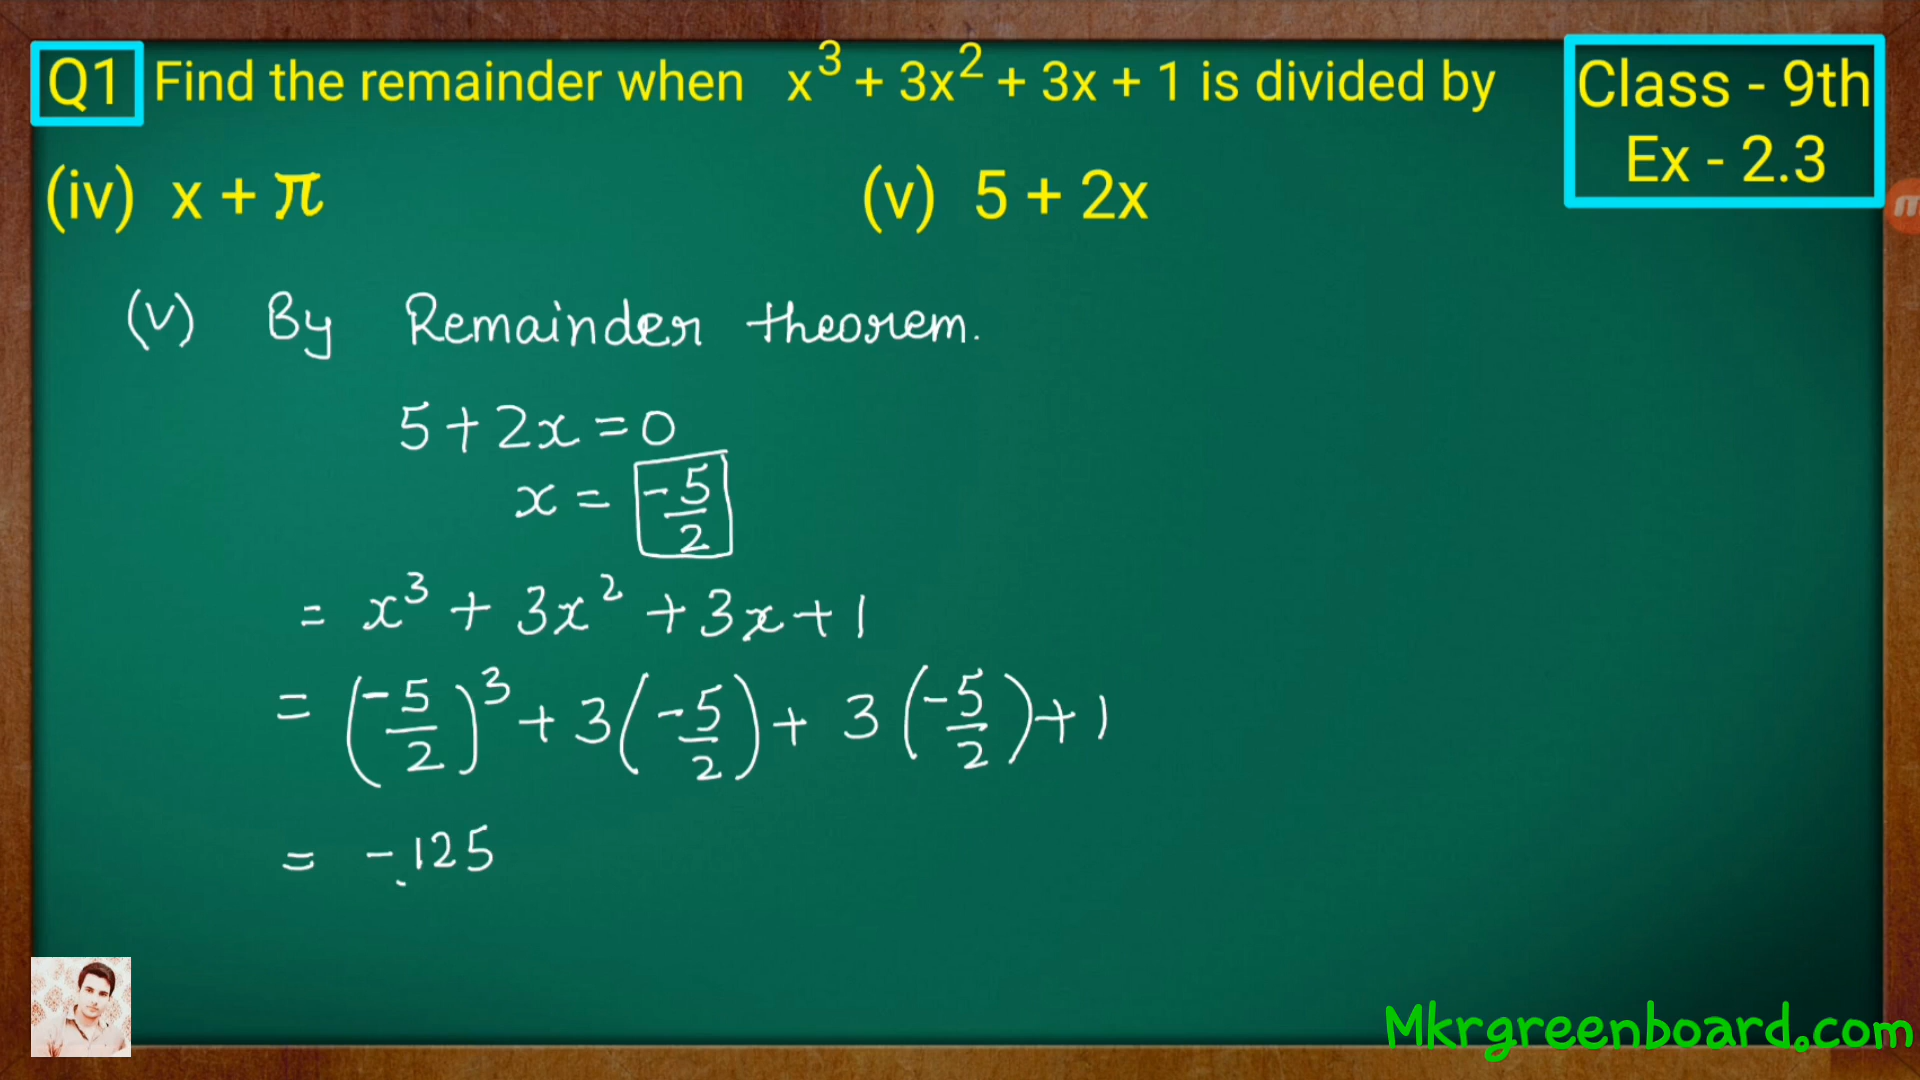 Q1 Find the remainder when x³ + 3x² + 3x + 1 is divided by
Class - 9th
Ex - 2.3
(iv) x + π (v) 5 + 2x
(v) By Remainder theorem.
5+2x=0
x = -5/2
= x³ + 3x² + 3x + 1
= (-5/2)³ + 3(-5/2) + 3(-5/2) + 1
= -125
Mkrgreenboard.com